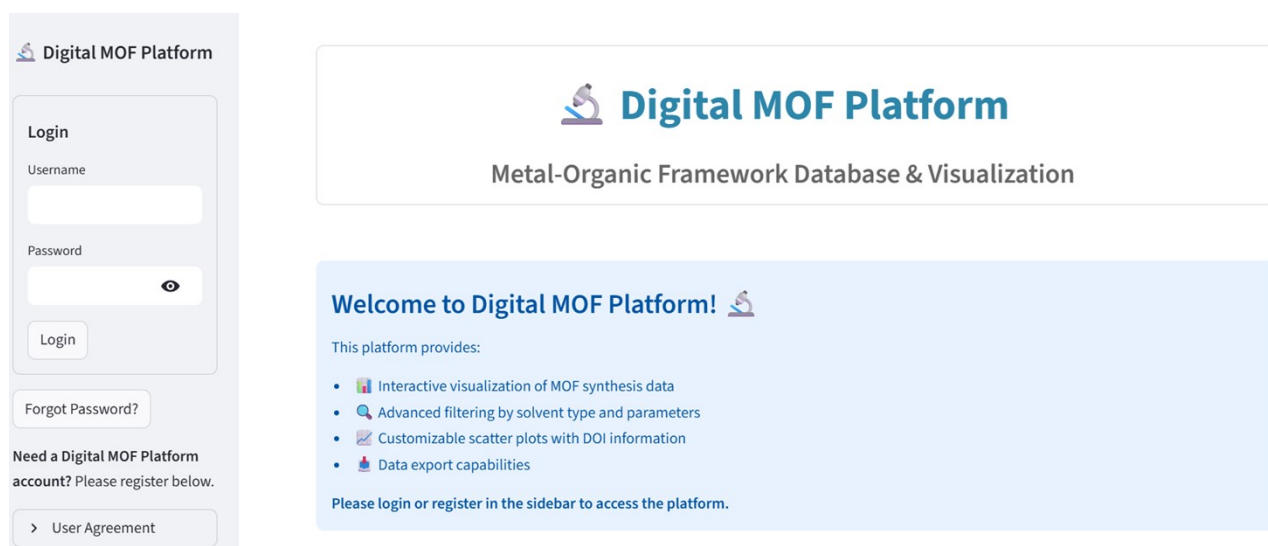 Digital MOF Platform
Login
Username
Password
Login
Forgot Password?
Need a Digital MOF Platform
account? Please register below.
User Agreement
Digital MOF Platform
Metal-Organic Framework Database & Visualization
Welcome to Digital MOF Platform!
This platform provides:
• Interactive visualization of MOF synthesis data
• Advanced filtering by solvent type and parameters
• Customizable scatter plots with DOI information
• Data export capabilities
Please login or register in the sidebar to access the platform.